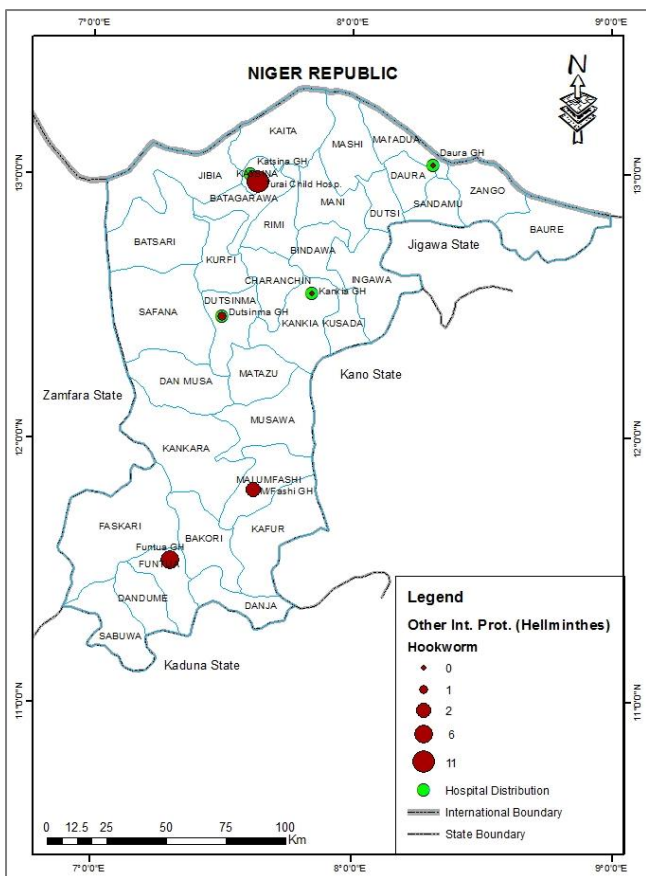 7°0'0"E 8°0'0"E 9°0'0"E
NIGER REPUBLIC
N
KAITA
MASHI
MAI'ADUA
Katsina GH
Daura GH
13°0'0"N
13°0'0"N
JIBIA
KATSINA
Turai Child Hosp.
DAURA
ZANGO
BATAGARAWA
MANI
SANDAMU
RIMI
DUTSI
BAURE
BATSARI
Jigawa State
KURFI
BINDAWA
CHARANCHIN
INGAWA
Kankia GH
DUTSINMA
SAFANA
Dutsinma GH
KANKIA KUSADA
MATAZU
DAN MUSA
Kano State
Zamfara State
MUSAWA
12°0'0"N
12°0'0"N
KANKARA
MALUMFASHI
M/Fashi GH
FASKARI
KAFUR
BAKORI
Funtua GH
FUNTUA
DANDUME
DANJA
SABUWA
Kaduna State
11°0'0"N
11°0'0"N
Legend
Other Int. Prot. (Hellminthes)
Hookworm
0
1
2
6
11
Hospital Distribution
International Boundary
State Boundary
0 12.5 25 50 75 100
Km
7°0'0"E 8°0'0"E 9°0'0"E